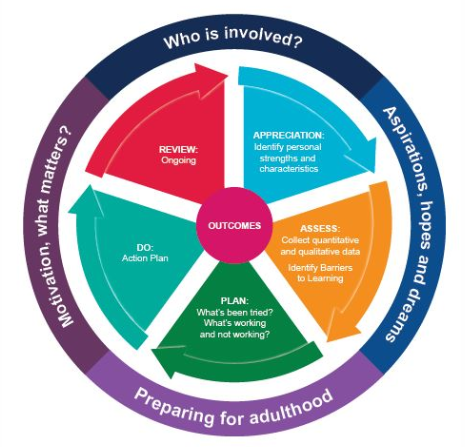 Who is involved?
Aspirations, hopes and dreams
Preparing for adulthood
Motivation, what matters?
APPRECIATION:
Identify personal
strengths and
characteristics
ASSESS:
Collect quantitative
and qualitative data
Identify Barriers
to Learning
PLAN:
What's been tried?
What's working
and not working?
DO:
Action Plan
REVIEW:
Ongoing
OUTCOMES